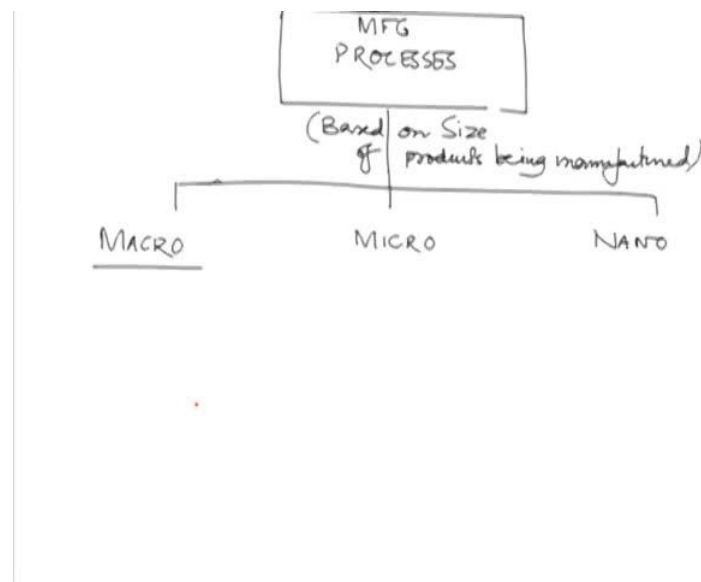 MFG
PROCESSES
(Based on Size
of products being manufactured)
MACRO
MICRO
NANO